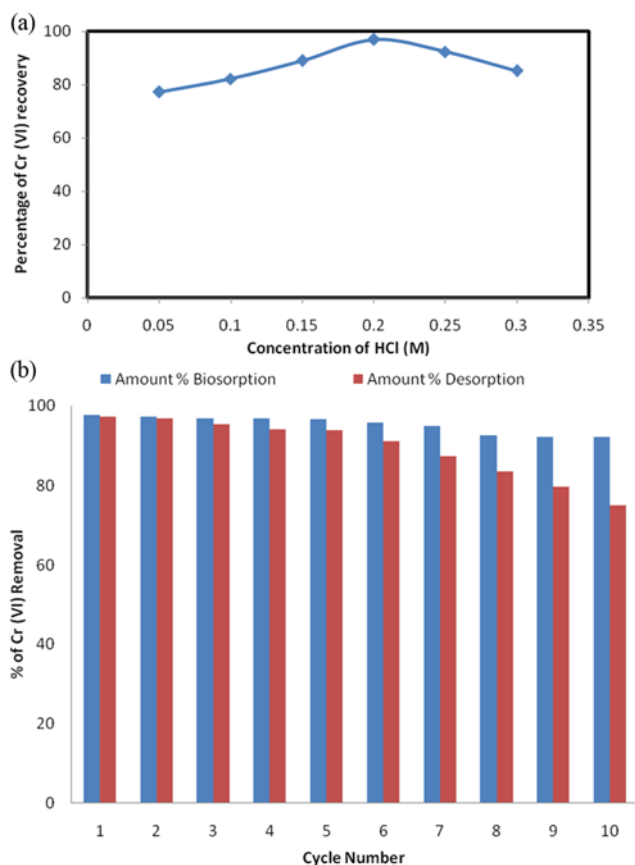 (a)
Percentage of Cr (VI) recovery
100
80
60
40
20
0
0 0.05 0.1 0.15 0.2 0.25 0.3 0.35
Concentration of HCl (M)
(b)
Amount % Biosorption Amount % Desorption
% of Cr (VI) Removal
100
80
60
40
20
0
1 2 3 4 5 6 7 8 9 10
Cycle Number